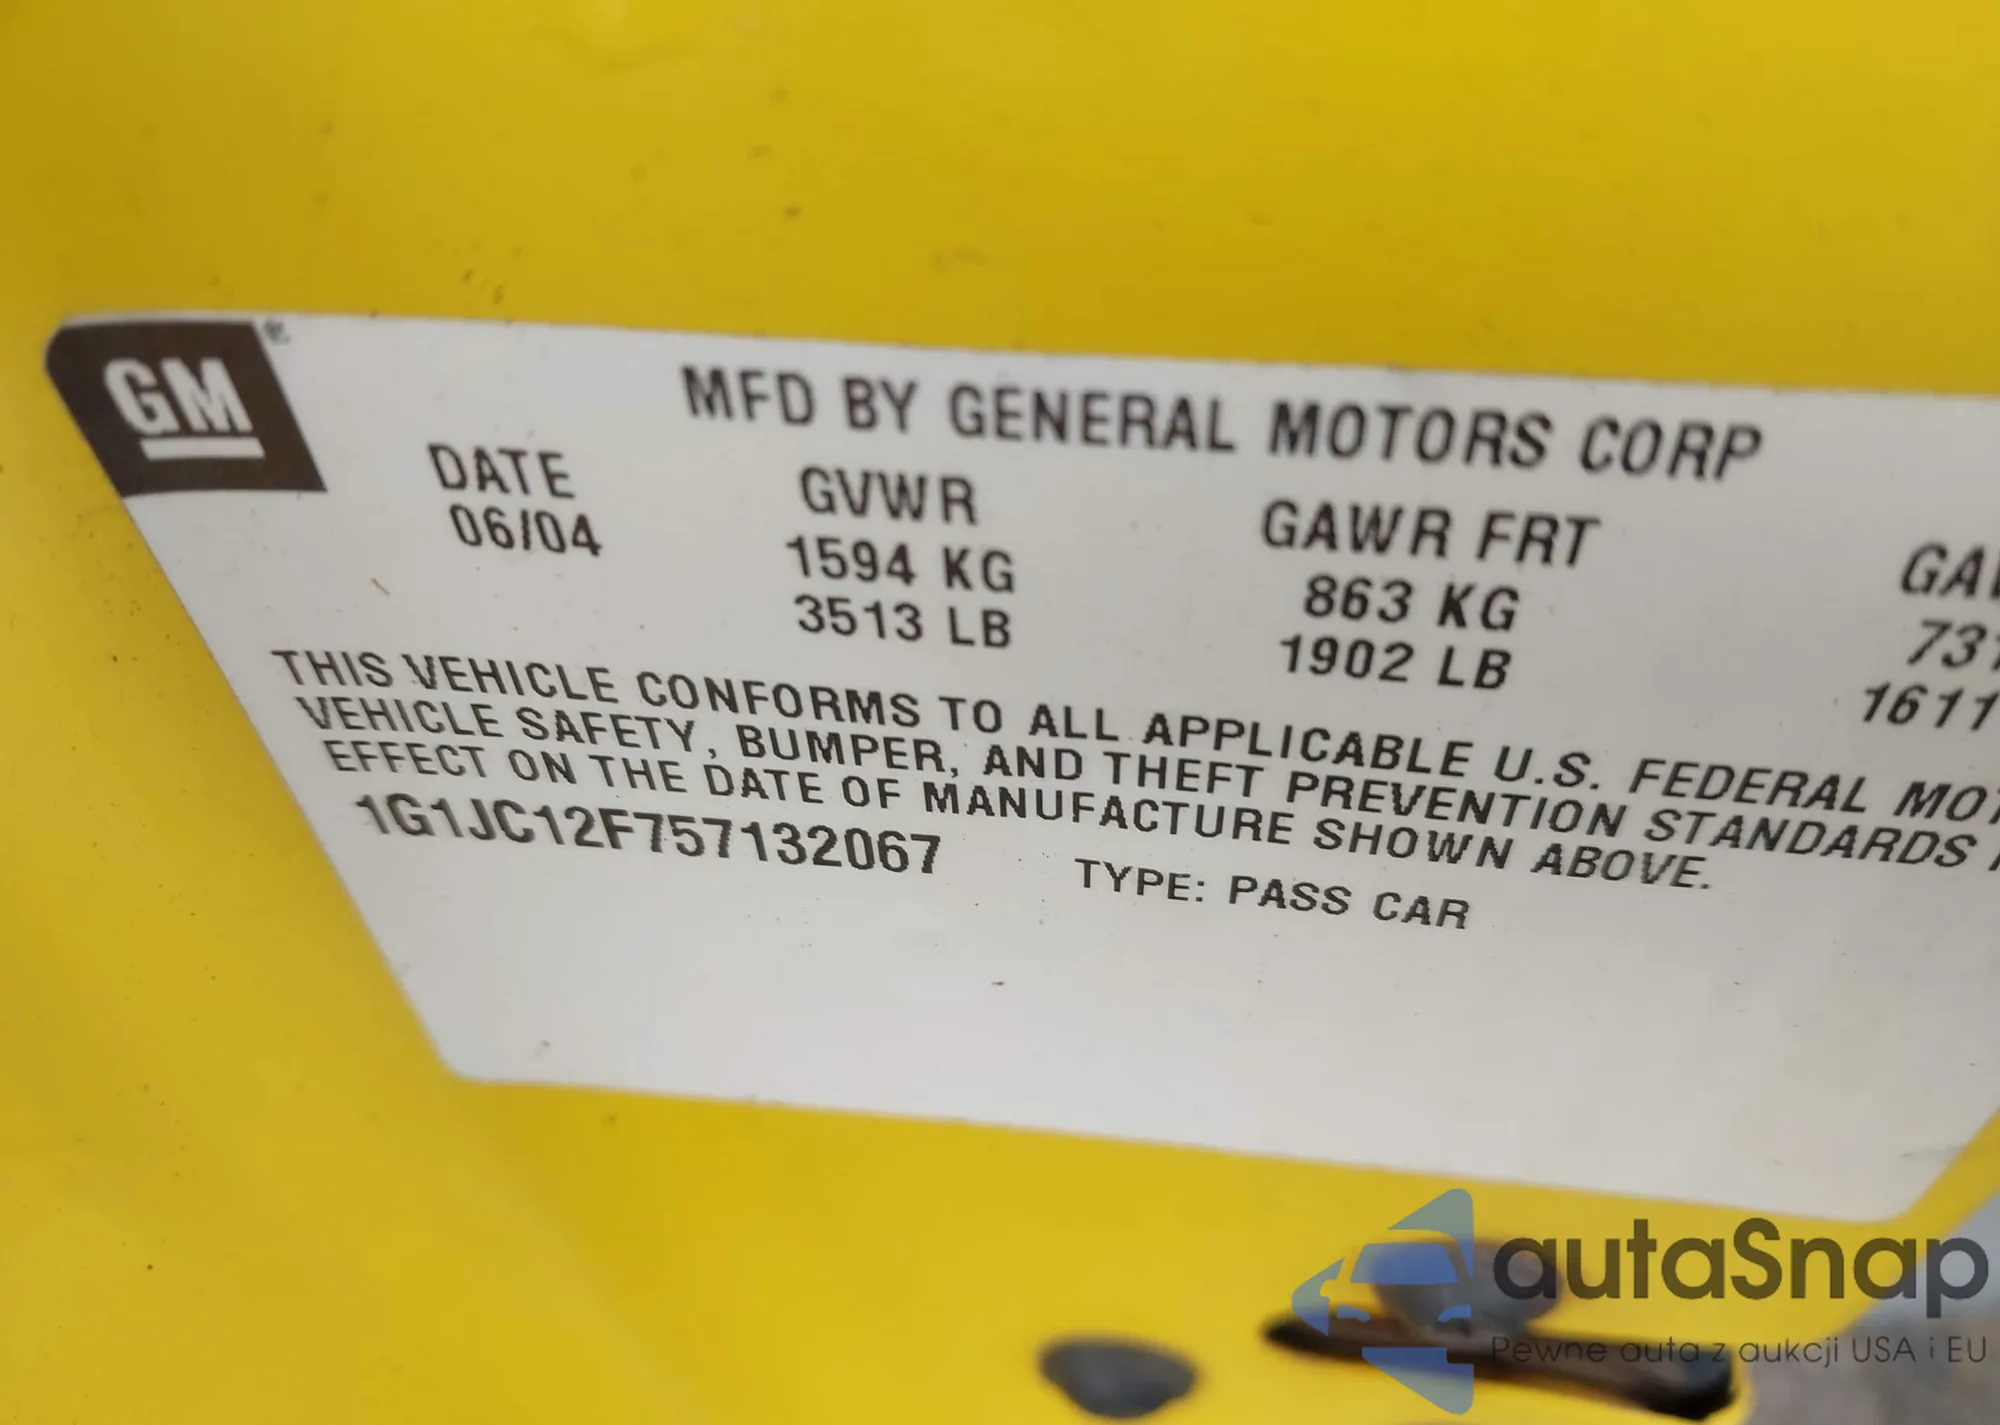 GM®
MFD BY GENERAL MOTORS CORP
DATE GVWR GAWR FRT
06/04 1594 KG 863 KG 731
3513 LB 1902 LB 1611
THIS VEHICLE CONFORMS TO ALL APPLICABLE U.S. FEDERAL
VEHICLE SAFETY, BUMPER, AND THEFT PREVENTION STANDARDS
EFFECT ON THE DATE OF MANUFACTURE SHOWN ABOVE.
1G1JC12F757132067 TYPE: PASS CAR
autaSnap
Pewne auta z aukcji USA i EU